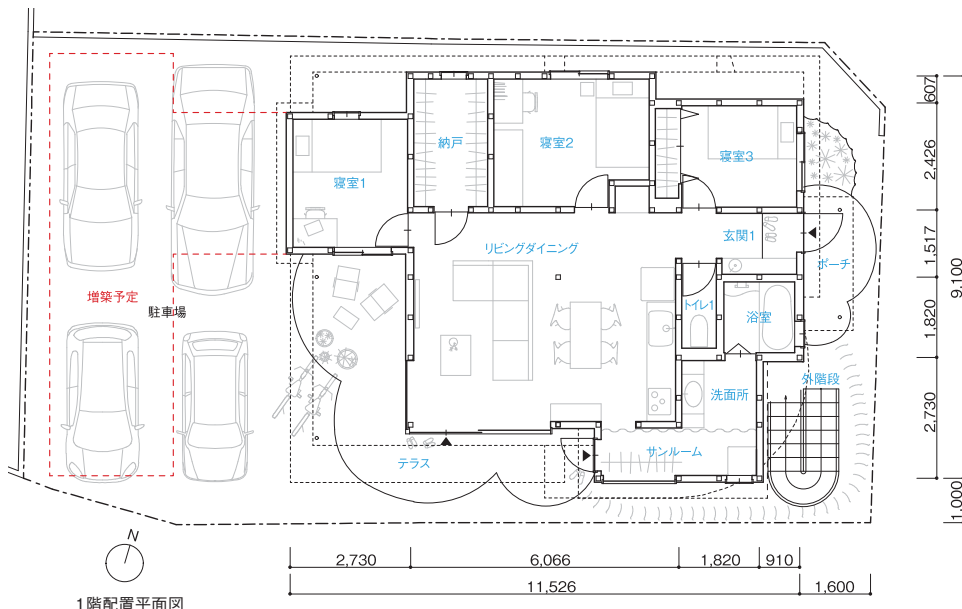 納戸
寝室2
寝室3
寝室1
玄関1
リビングダイニング
ポーチ
増築予定
駐車場
トイレ1
浴室
外階段
洗面所
サンルーム
テラス
607
2,426
1,517
1,820
2,730
1.000
9.100
N
2,730
6,066
1,820
910
11,526
1,600
1階配置平面図